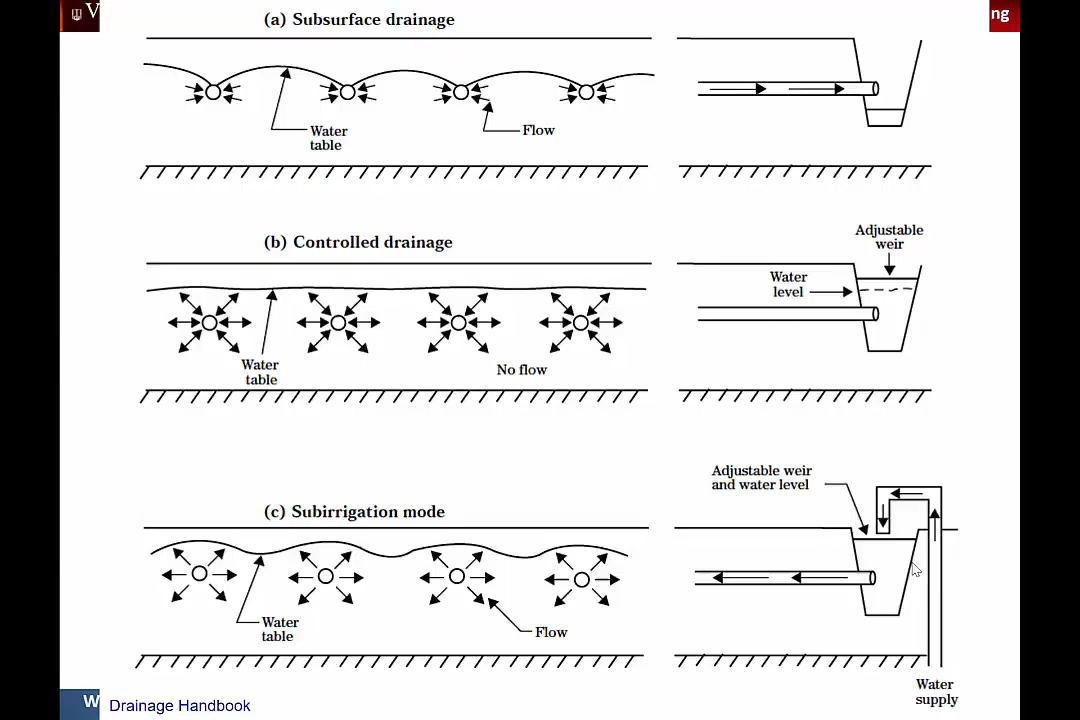 V
ng
(a) Subsurface drainage
Water
table
Flow
(b) Controlled drainage
Adjustable
weir
Water
level
Water
table
No flow
Adjustable weir
and water level
(c) Subirrigation mode
Water
table
Flow
Water
supply
W
Drainage Handbook